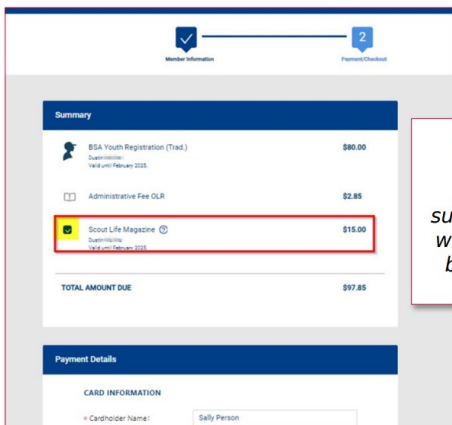 Member Information
2
Payment/Checkout
Summary
BSA Youth Registration (Trad.) $80.00
Valid until February 2025.
Administrative Fee OLR $2.85
Scout Life Magazine $15.00
Valid until February 2025.
TOTAL AMOUNT DUE $97.85
su
w
b
Payment Details
CARD INFORMATION
* Cardholder Name: Sally Person